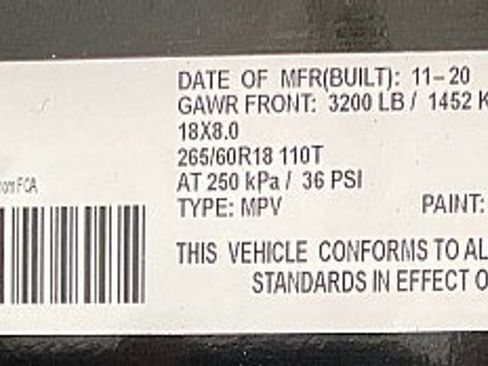 DATE OF MFR(BUILT): 11-20
GAWR FRONT: 3200 LB / 1452 K
18X8.0
265/60R18 110T
AT 250 kPa / 36 PSI
TYPE: MPV PAINT:
THIS VEHICLE CONFORMS TO AL
STANDARDS IN EFFECT O
FCA